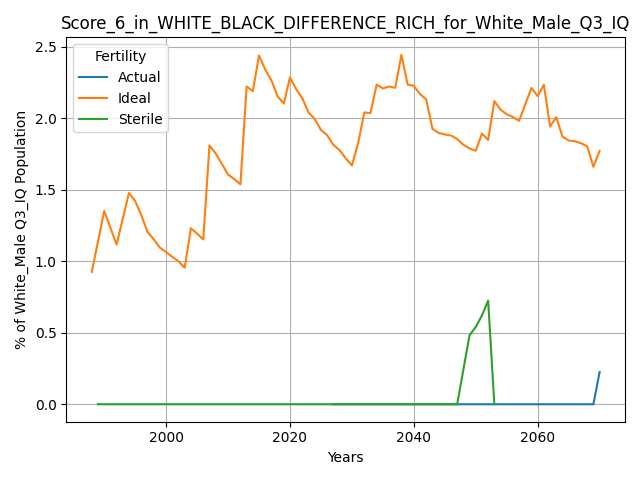 Score_6_in_WHITE_BLACK_DIFFERENCE_RICH_for_White_Male_Q3_IQ
Fertility
Actual
Ideal
Sterile
% of White_Male Q3_IQ Population
2.5
2.0
1.5
1.0
0.5
0.0
2000
2020
2040
2060
Years